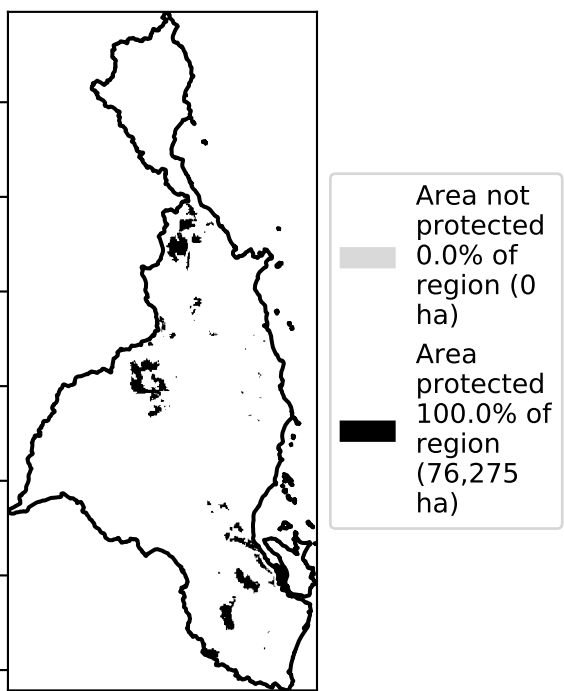 Area not
protected
0.0% of
region (0
ha)
Area
protected
100.0% of
region
(76,275
ha)